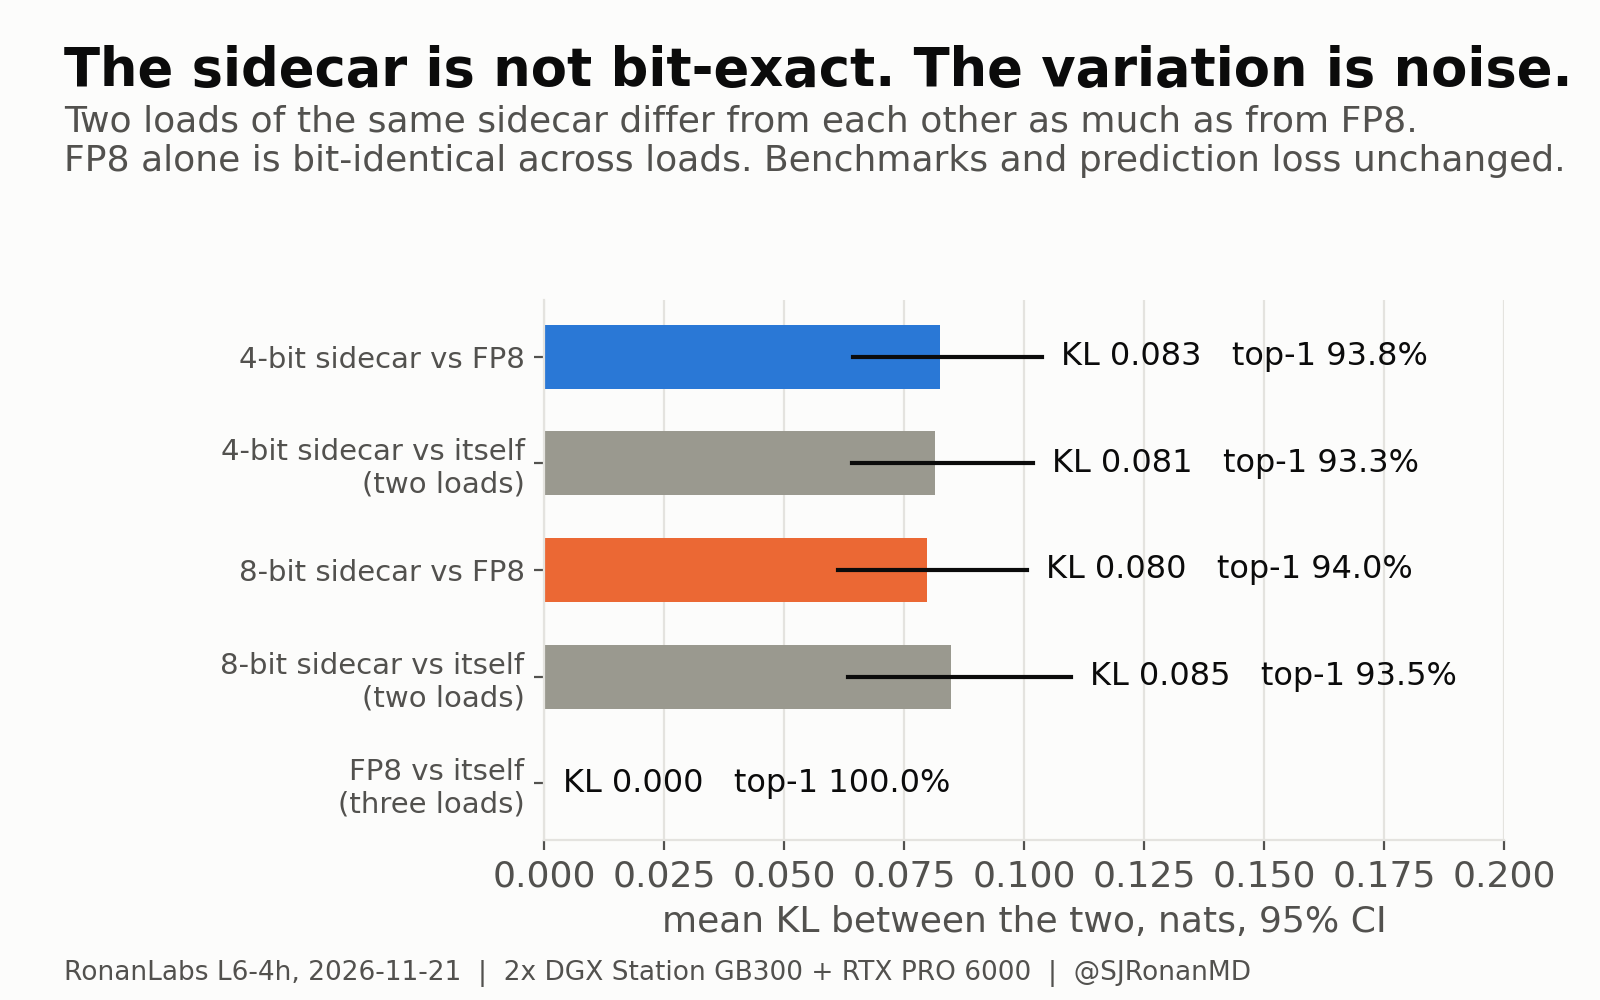 The sidecar is not bit-exact. The variation is noise.
Two loads of the same sidecar differ from each other as much as from FP8.
FP8 alone is bit-identical across loads. Benchmarks and prediction loss unchanged.
4-bit sidecar vs FP8
KL 0.083 top-1 93.8%
4-bit sidecar vs itself
(two loads)
KL 0.081 top-1 93.3%
8-bit sidecar vs FP8
KL 0.080 top-1 94.0%
8-bit sidecar vs itself
(two loads)
KL 0.085 top-1 93.5%
FP8 vs itself
(three loads)
KL 0.000 top-1 100.0%
0.000 0.025 0.050 0.075 0.100 0.125 0.150 0.175 0.200
mean KL between the two, nats, 95% CI
RonanLabs L6-4h, 2026-11-21 | 2x DGX Station GB300 + RTX PRO 6000 | @SJRonanMD